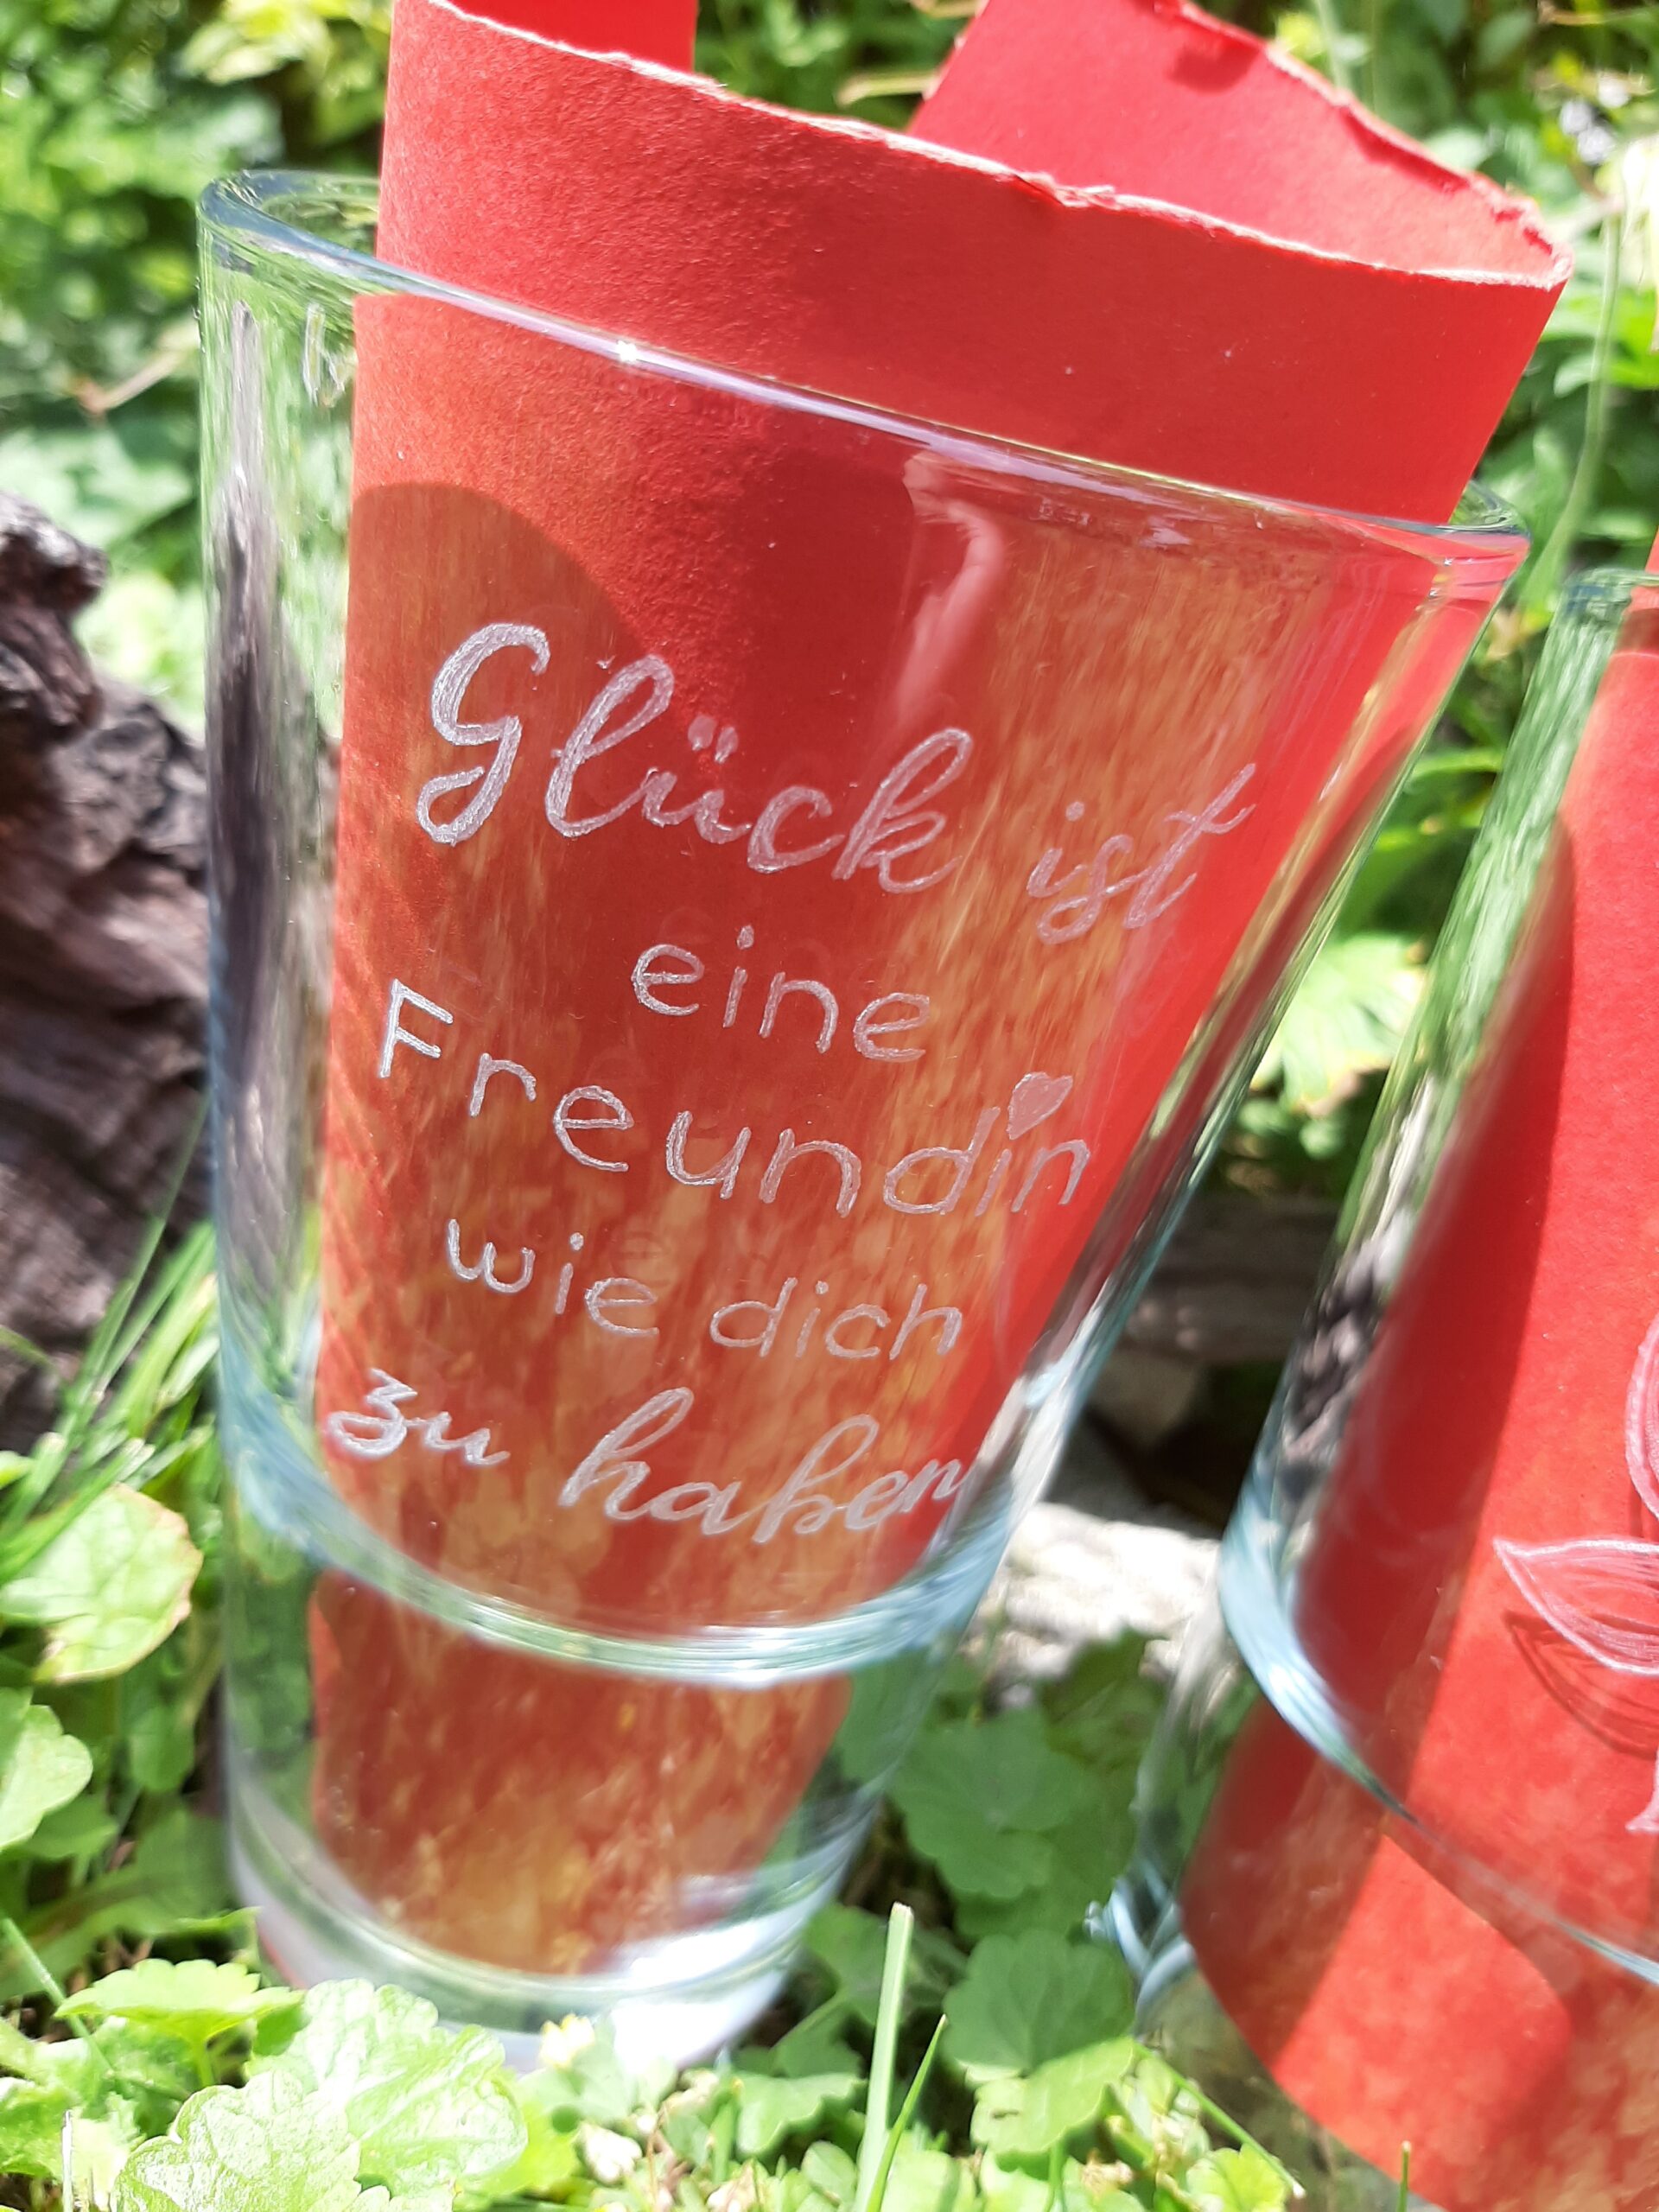 Glück ist
eine
Freundin
wie dich
zu haben